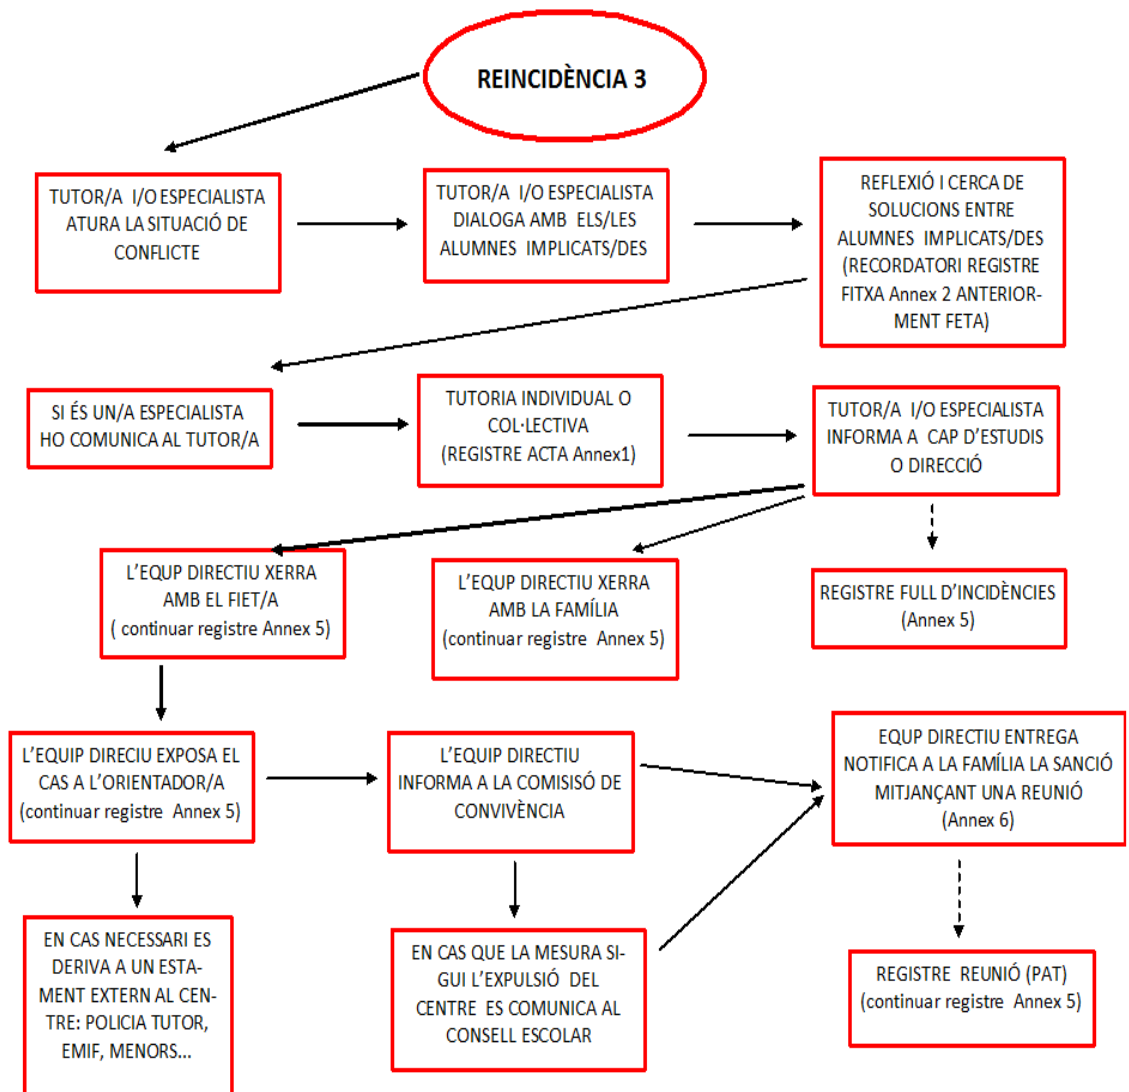 REINCIDÈNCIA 3
TUTOR/A I/O ESPECIALISTA
ATURA LA SITUACIÓ DE
CONFLICTE
TUTOR/A I/O ESPECIALISTA
DIALOGA AMB ELS/LES
ALUMNES IMPLICATS/DES
REFLEXIÓ I CERCA DE
SOLUCIONS ENTRE
ALUMNES IMPLICATS/DES
(RECORDATORI REGISTRE
FITXA Annex 2 ANTERIOR-
MENT FETA)
SI ÉS UN/A ESPECIALISTA
HO COMUNICA AL TUTOR/A
TUTORIA INDIVIDUAL O
COL·LECTIVA
(REGISTRE ACTA Annex1)
TUTOR/A I/O ESPECIALISTA
INFORMA A CAP D'ESTUDIS
O DIRECCIÓ
L'EQUP DIRECTIU XERRA
AMB EL FIET/A
( continuar registre Annex 5)
L'EQUP DIRECTIU XERRA
AMB LA FAMÍLIA
(continuar registre Annex 5)
REGISTRE FULL D'INCIDÈNCIES
(Annex 5)
L'EQUIP DIRECIU EXPOSA EL
CAS A L'ORIENTADOR/A
(continuar registre Annex 5)
L'EQUIP DIRECTIU
INFORMA A LA COMISISÓ DE
CONVIVÈNCIA
EQUP DIRECTIU ENTREGA
NOTIFICA A LA FAMÍLIA LA SANCIÓ
MITJANÇANT UNA REUNIÓ
(Annex 6)
EN CAS NECESSARI ES
DERIVA A UN ESTA-
MENT EXTERN AL CEN-
TRE: POLICIA TUTOR,
EMIF, MENORS...
EN CAS QUE LA MESURA SI-
GUI L'EXPULSIÓ DEL
CENTRE ES COMUNICA AL
CONSELL ESCOLAR
REGISTRE REUNIÓ (PAT)
(continuar registre Annex 5)